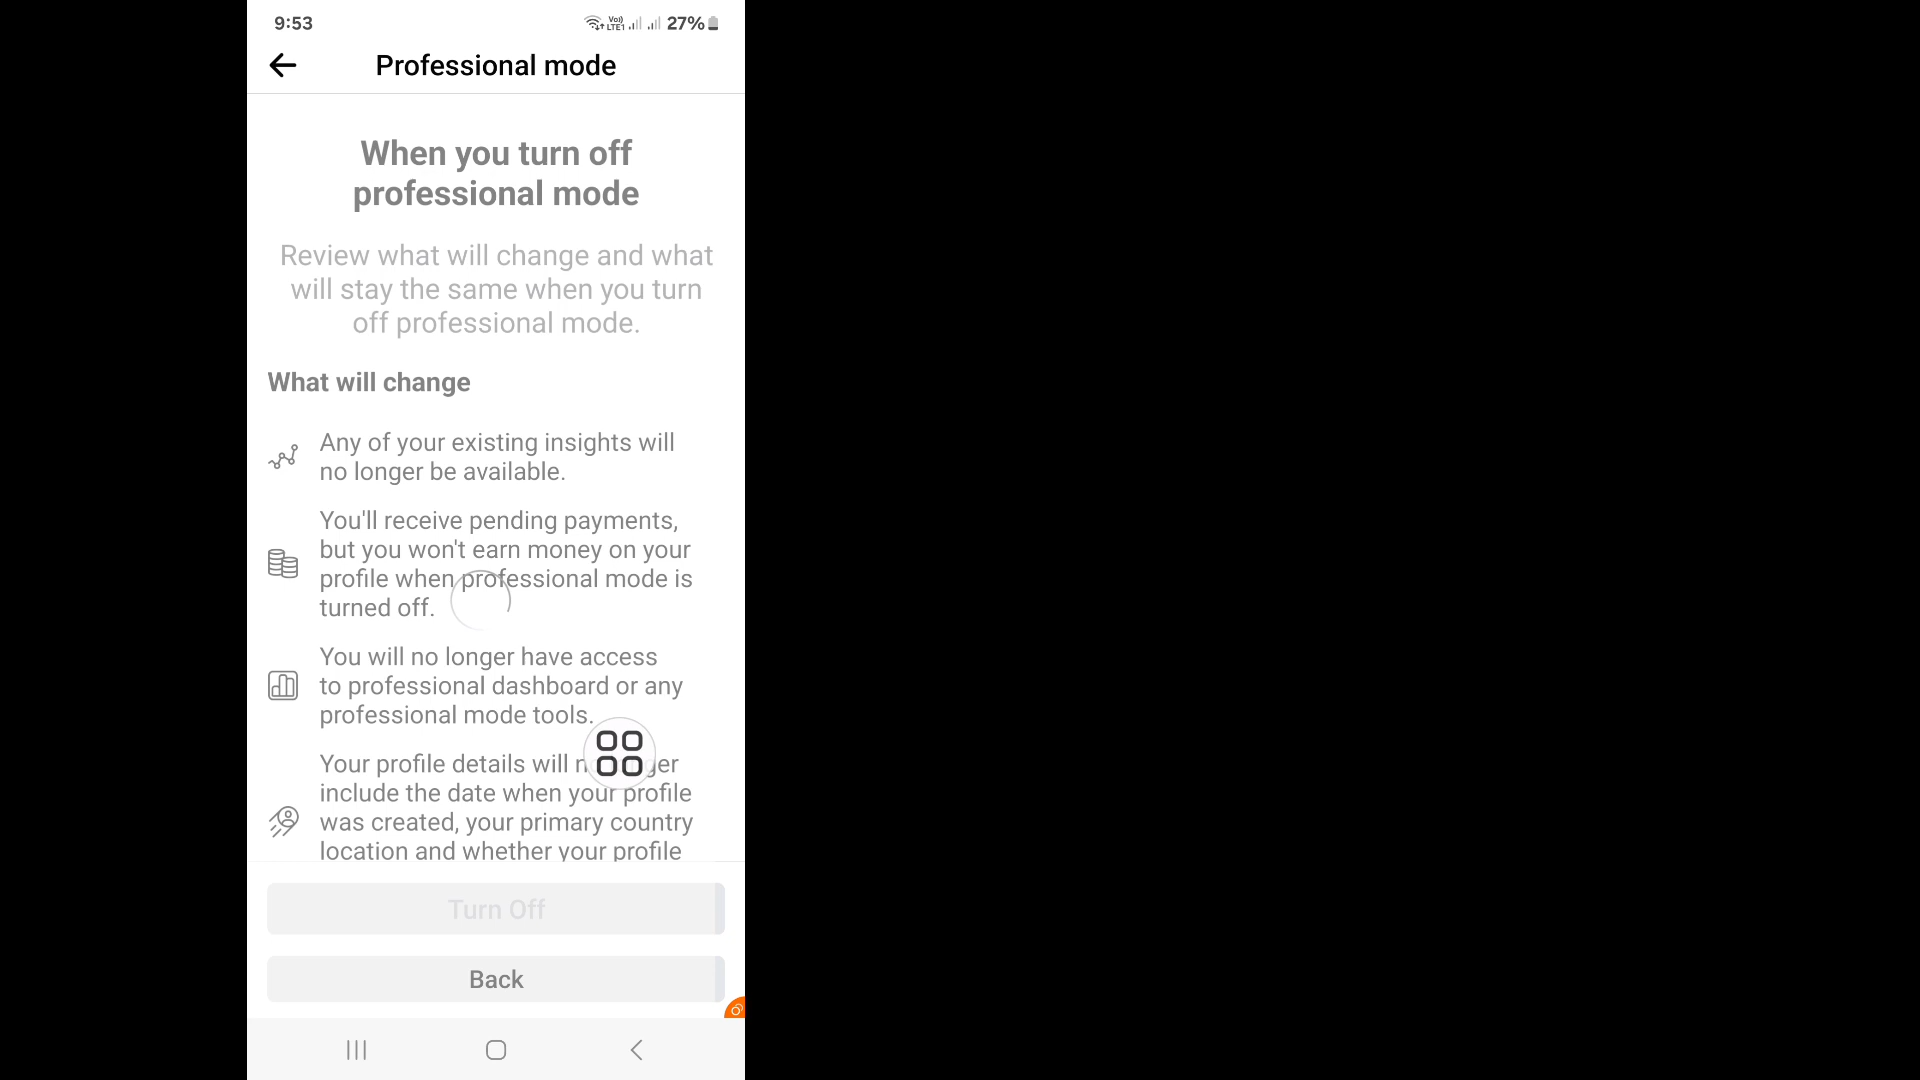 9:53
Vo)
LTE1
27%
Professional mode
When you turn off
professional mode
Review what will change and what
will stay the same when you turn
off professional mode.
What will change
Any of your existing insights will
no longer be available.
You'll receive pending payments,
but you won't earn money on your
profile when professional mode is
turned off.
You will no longer have access
to professional dashboard or any
professional mode tools.
Your profile details will
include the date when your profile
was created, your primary country
location and whether your profile
Turn Off
Back